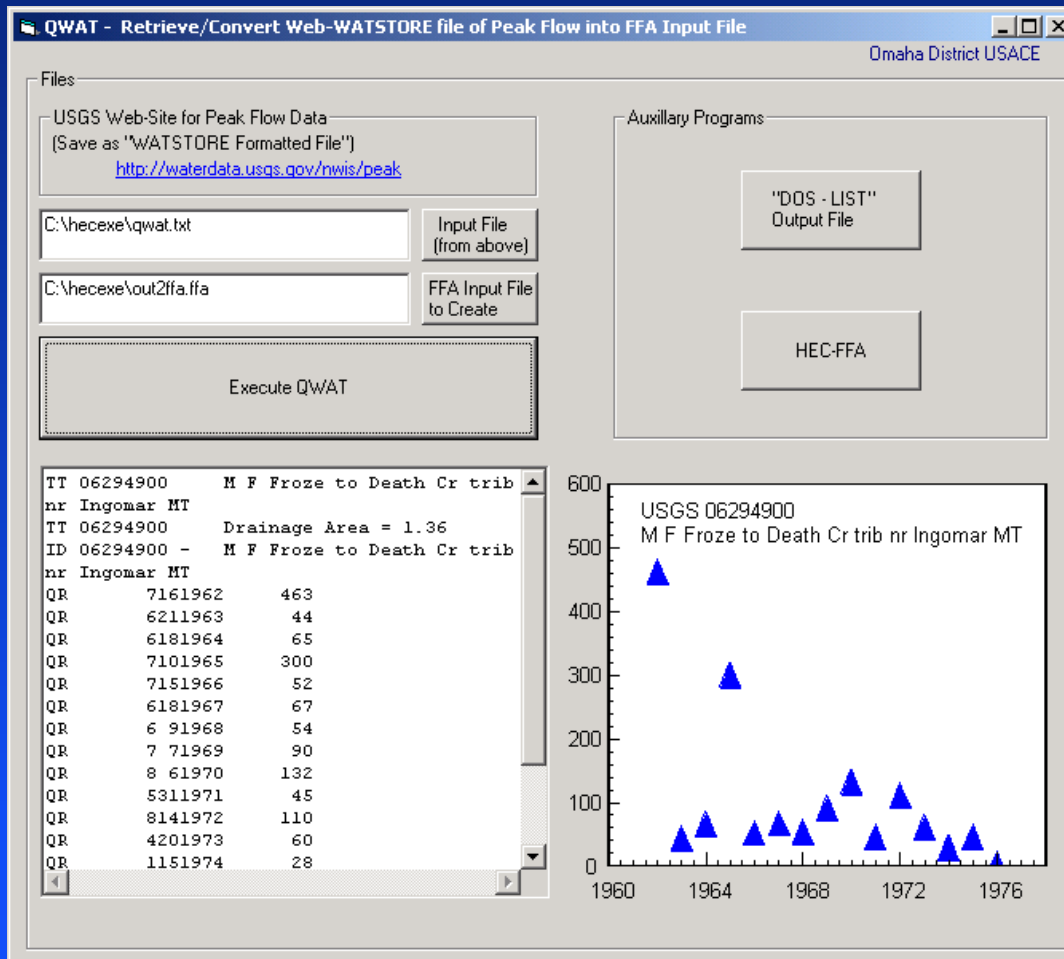 QWAT - Retrieve/Convert Web-WATSTORE file of Peak Flow into FFA Input File
Omaha District USACE
Files
USGS Web-Site for Peak Flow Data
(Save as "WATSTORE Formatted File")
http://waterdata.usgs.gov/nwis/peak
C:\hecexe\qwat.txt
Input File
(from above)
C:\hecexe\out2ffa.ffa
FFA Input File
to Create
Execute QWAT
Auxillary Programs
"DOS - LIST"
Output File
HEC-FFA
TT 06294900     M F Froze to Death Cr trib
nr Ingomar MT
TT 06294900     Drainage Area = 1.36
ID 06294900 -   M F Froze to Death Cr trib
nr Ingomar MT
QR       7161962     463
QR       6211963      44
QR       6181964      65
QR       7101965     300
QR       7151966      52
QR       6181967      67
QR       6 91968      54
QR       7 71969      90
QR       8 61970     132
QR       5311971      45
QR       8141972     110
QR       4201973      60
QR       1151974      28
USGS 06294900
M F Froze to Death Cr trib nr Ingomar MT
600
500
400
300
200
100
0
1960 1964 1968 1972 1976